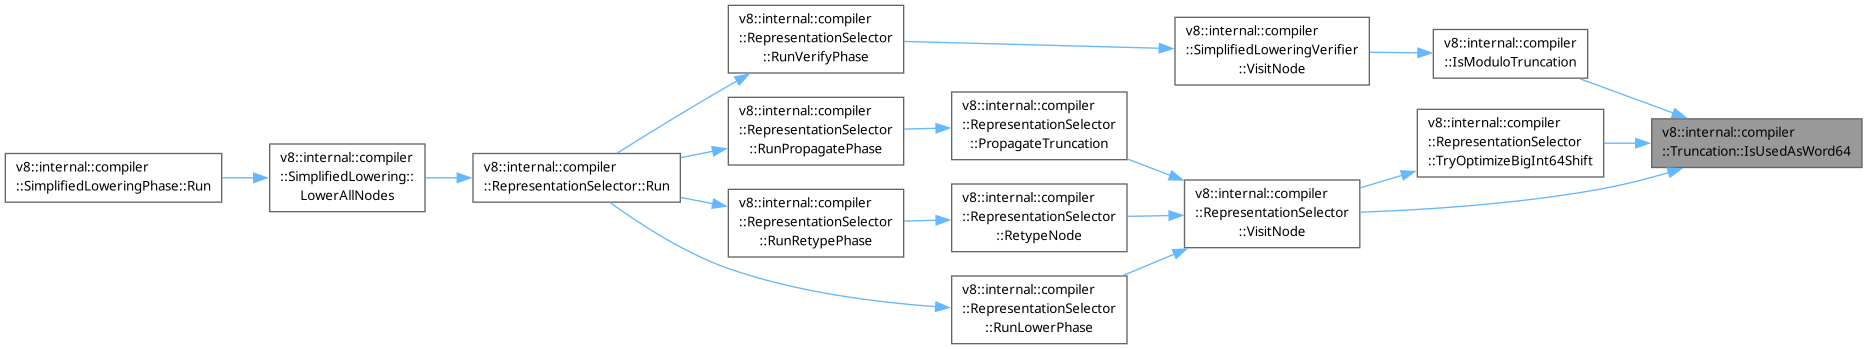 v8::internal::compiler
::SimplifiedLoweringPhase::Run
v8::internal::compiler
::SimplifiedLowering::
LowerAllNodes
v8::internal::compiler
::RepresentationSelector::Run
v8::internal::compiler
::RepresentationSelector
::RunVerifyPhase
v8::internal::compiler
::RepresentationSelector
::RunPropagatePhase
v8::internal::compiler
::RepresentationSelector
::RunRetypePhase
v8::internal::compiler
::RepresentationSelector
::PropagateTruncation
v8::internal::compiler
::RepresentationSelector
::RetypeNode
v8::internal::compiler
::RepresentationSelector
::RunLowerPhase
v8::internal::compiler
::SimplifiedLoweringVerifier
::VisitNode
v8::internal::compiler
::RepresentationSelector
::VisitNode
v8::internal::compiler
::IsModuloTruncation
v8::internal::compiler
::RepresentationSelector
::TryOptimizeBigInt64Shift
v8::internal::compiler
::Truncation::IsUsedAsWord64